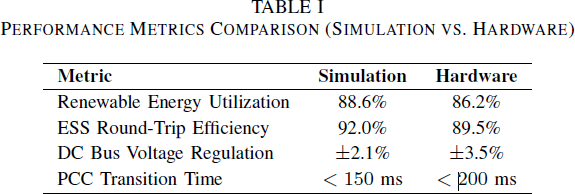 TABLE I
PERFORMANCE METRICS COMPARISON (SIMULATION VS. HARDWARE)
Metric Simulation Hardware
Renewable Energy Utilization 88.6% 86.2%
ESS Round-Trip Efficiency 92.0% 89.5%
DC Bus Voltage Regulation ±2.1% ±3.5%
PCC Transition Time < 150 ms < 200 ms